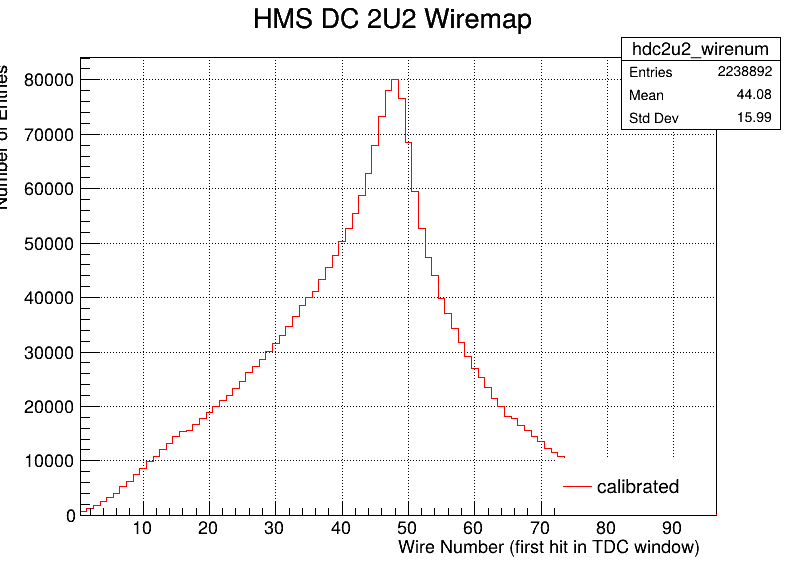 HMS DC 2U2 Wiremap
hdc2u2_wirenum
Entries 2238892
Mean 44.08
Std Dev 15.99
Number of Entries
80000
70000
60000
50000
40000
30000
20000
10000
0
calibrated
10 20 30 40 50 60 70 80 90
Wire Number (first hit in TDC window)